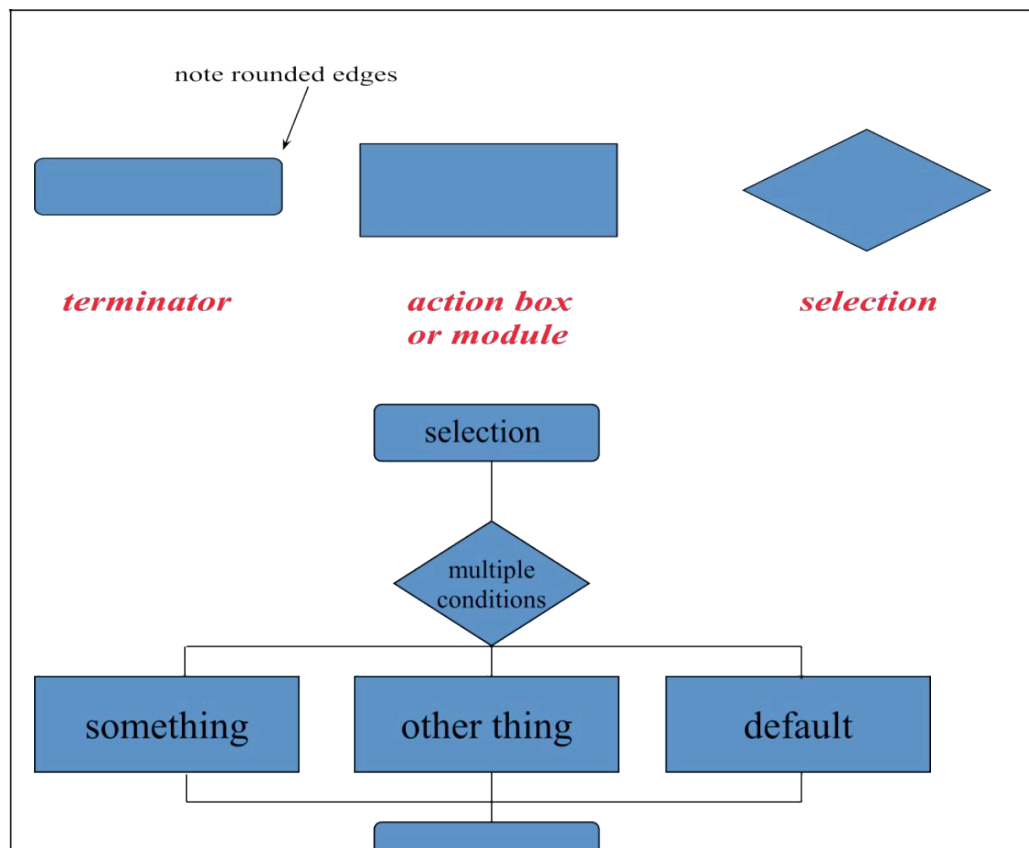 note rounded edges
terminator
action box
or module
selection
selection
multiple
conditions
something
other thing
default